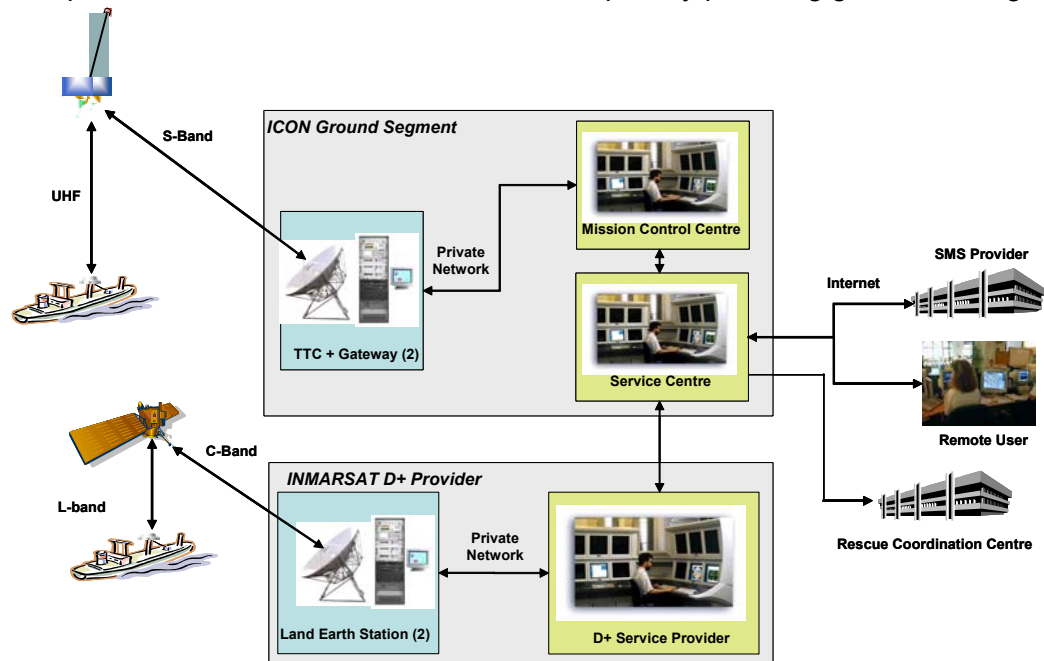 S-Band
UHF
ICON Ground Segment
Mission Control Centre
Private
Network
TTC + Gateway (2)
Service Centre
Internet
SMS Provider
Remote User
Rescue Coordination Centre
C-Band
L-band
INMARSAT D+ Provider
Private
Network
Land Earth Station (2)
D+ Service Provider